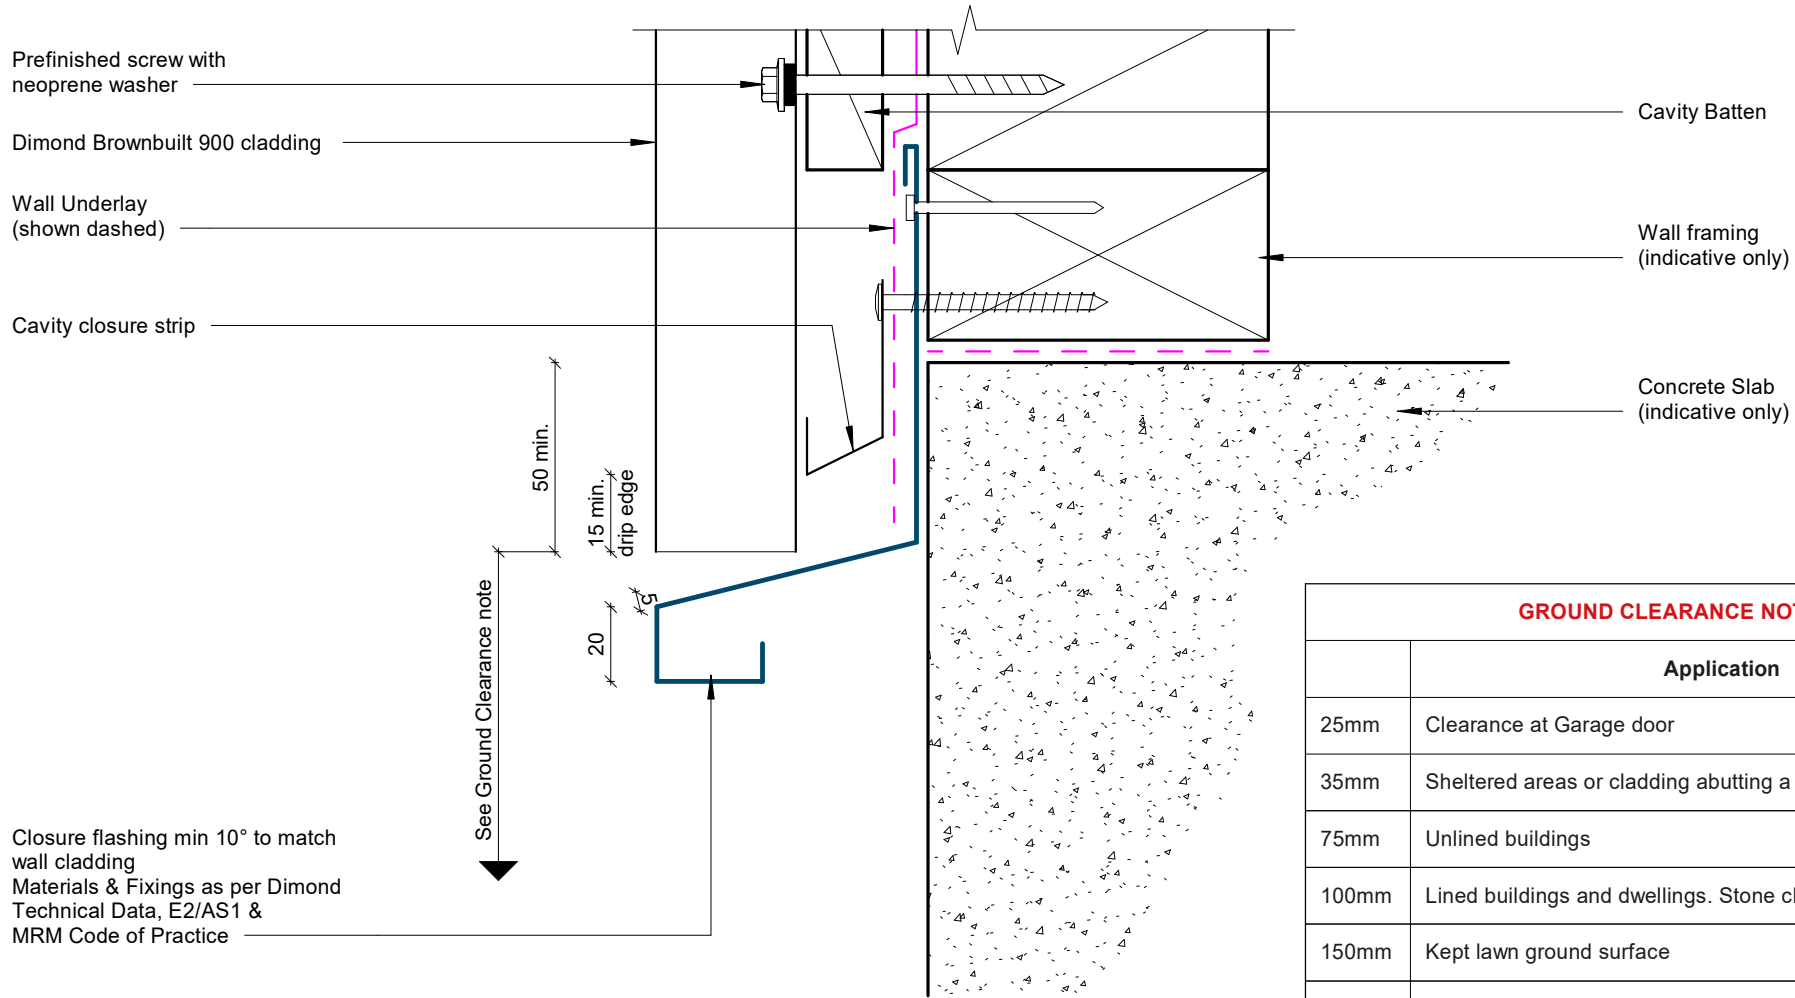 Prefinished screw with
neoprene washer
Dimond Brownbuilt 900 cladding
Wall Underlay
(shown dashed)
Cavity closure strip
50 min.
15 min.
drip edge
5
20
See Ground Clearance note
Closure flashing min 10° to match
wall cladding
Materials & Fixings as per Dimond
Technical Data, E2/AS1 &
MRM Code of Practice
Cavity Batten
Wall framing
(indicative only)
Concrete Slab
(indicative only)
GROUND CLEARANCE
Application
25mm Clearance at Garage door
35mm Sheltered areas or cladding abutting a
75mm Unlined buildings
100mm Lined buildings and dwellings. Stone
150mm Kept lawn ground surface